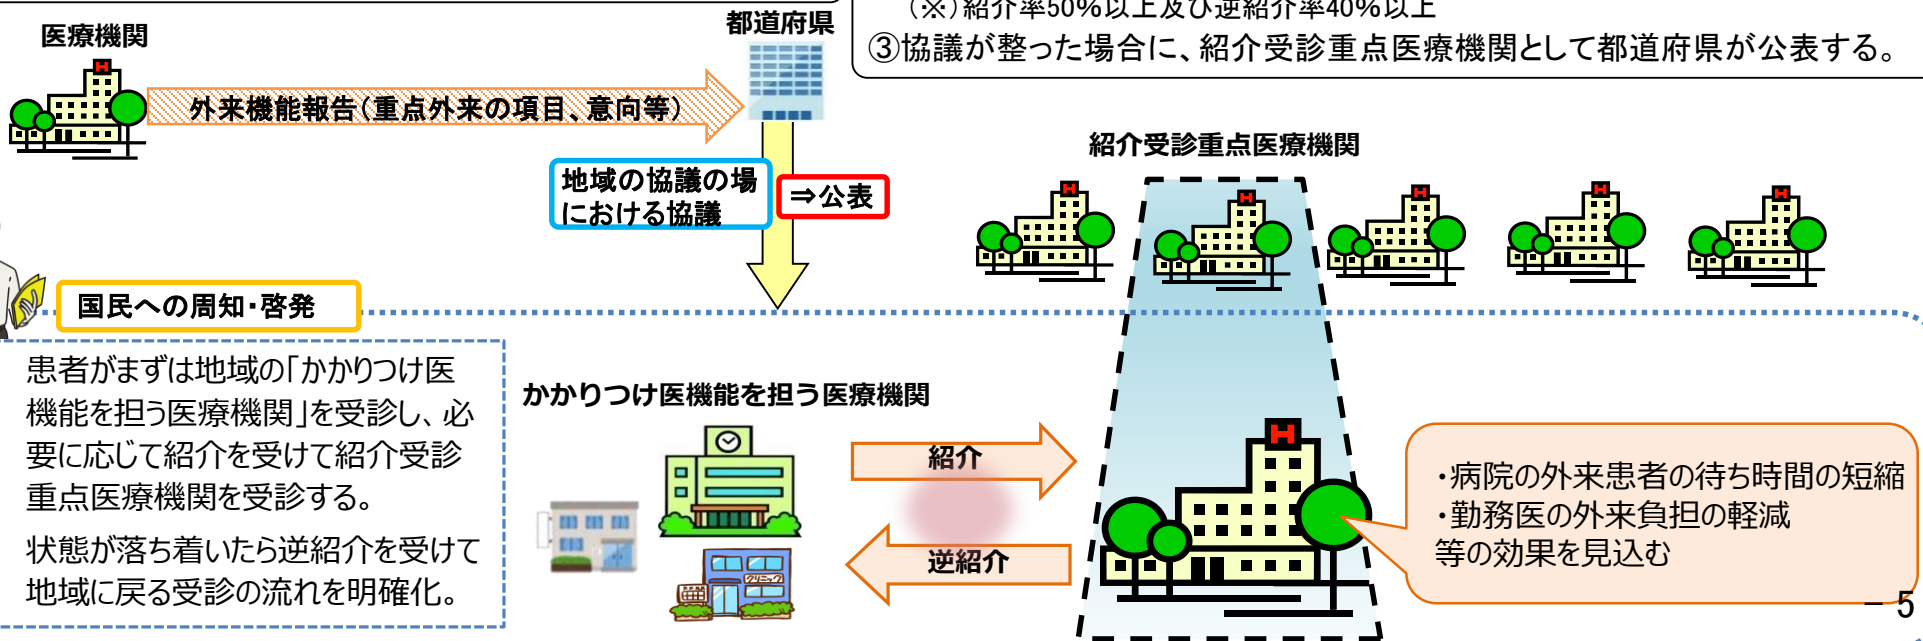 (※)紹介率50%以上及び逆紹介率40%以上
③協議が整った場合に、紹介受診重点医療機関として都道府県が公表する。
医療機関
都道府県
外来機能報告(重点外来の項目、意向等)
地域の協議の場
における協議
⇒公表
紹介受診重点医療機関
国民への周知・啓発
患者がまずは地域の「かかりつけ医
機能を担う医療機関」を受診し、必
要に応じて紹介を受けて紹介受診
重点医療機関を受診する。
状態が落ち着いたら逆紹介を受けて
地域に戻る受診の流れを明確化。
かかりつけ医機能を担う医療機関
クリニック
紹介
逆紹介
・病院の外来患者の待ち時間の短縮
・勤務医の外来負担の軽減
等の効果を見込む
- 5